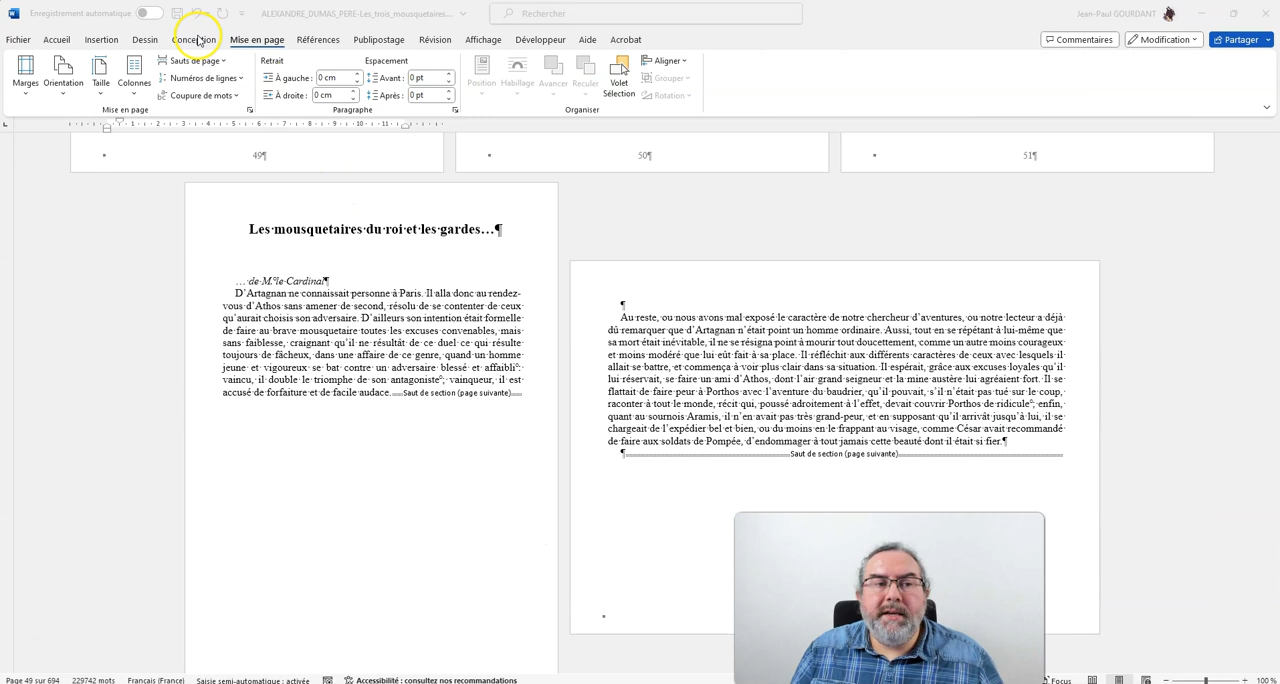 Enregistrement automatique
ALEXANDRE_DUMAS_PERE-Les_trois_mousquetaires...
Rechercher
Jean-Paul GOURDANT
Fichier Accueil Insertion Dessin Conception Mise en page Références Publipostage Révision Affichage Développeur Aide Acrobat
Commentaires Modification Partager
Marges Orientation Taille Colonnes
Sauts de page
Numéros de lignes
Coupure de mots
Mise en page
Retrait Espacement
À gauche : 0 cm Avant : 0 pt
À droite : 0 cm Après : 0 pt
Paragraphe
Position Habillage Avancer Reculer Volet Sélection
Aligner
Grouper
Rotation
Organiser
1 2 3 4 5 6 7 8 9 10 11
49¶ 50¶ 51¶
Les·mousquetaires·du·roi·et·les·gardes…¶
…·de·M.°le·Cardinal¶
D’Artagnan·ne·connaissait·personne·à·Paris.·Il·alla·donc·au·rendez-
vous·d’Athos·sans·amener·de·second,·résolu·de·se·contenter·de·ceux·
qu’aurait·choisis·son·adversaire.·D’ailleurs·son·intention·était·formelle·
de·faire·au·brave·mousquetaire·toutes·les·excuses·convenables,·mais·
sans·faiblesse,·craignant·qu’il·ne·résultât·de·ce·duel·ce·qui·résulte·
toujours·de·fâcheux,·dans·une·affaire·de·ce·genre,·quand·un·homme·
jeune·et·vigoureux·se·bat·contre·un·adversaire·blessé·et·affaibli°:·
vaincu,·il·double·le·triomphe·de·son·antagoniste°;·vainqueur,·il·est·
accusé·de·forfaiture·et·de·facile·audace.Saut de section (page suivante)
¶
Au·reste,·ou·nous·avons·mal·exposé·le·caractère·de·notre·chercheur·d’aventures,·ou·notre·lecteur·a·déjà·
dû·remarquer·que·d’Artagnan·n’était·point·un·homme·ordinaire.·Aussi,·tout·en·se·répétant·à·lui-même·que·
sa·mort·était·inévitable,·il·ne·se·résigna·point·à·mourir·tout·doucettement,·comme·un·autre·moins·courageux·
et·moins·modéré·que·lui·eût·fait·à·sa·place.·Il·réfléchit·aux·différents·caractères·de·ceux·avec·lesquels·il·
allait·se·battre,·et·commença·à·voir·plus·clair·dans·sa·situation.·Il·espérait,·grâce·aux·excuses·loyales·qu’il·
lui·réservait,·se·faire·un·ami·d’Athos,·dont·l’air·grand·seigneur·et·la·mine·austère·lui·agréaient·fort.·Il·se·
flattait·de·faire·peur·à·Porthos·avec·l’aventure·du·baudrier,·qu’il·pouvait,·s’il·n’était·pas·tué·sur·le·coup,·
raconter·à·tout·le·monde,·récit·qui,·poussé·adroitement·à·l’effet,·devait·couvrir·Porthos·de·ridicule°;·enfin,·
quant·au·sournois·Aramis,·il·n’en·avait·pas·très·grand-peur,·et·en·supposant·qu’il·arrivât·jusqu’à·lui,·il·se·
chargeait·de·l’expédier·bel·et·bien,·ou·du·moins·en·le·frappant·au·visage,·comme·César·avait·recommandé·
de·faire·aux·soldats·de·Pompée,·d’endommager·à·tout·jamais·cette·beauté·dont·il·était·si·fier.¶
¶Saut de section (page suivante)
Page 49 sur 694 229742 mots Français (France) Saisie semi-automatique : activée Accessibilité : consultez nos recommandations Focus 100 %